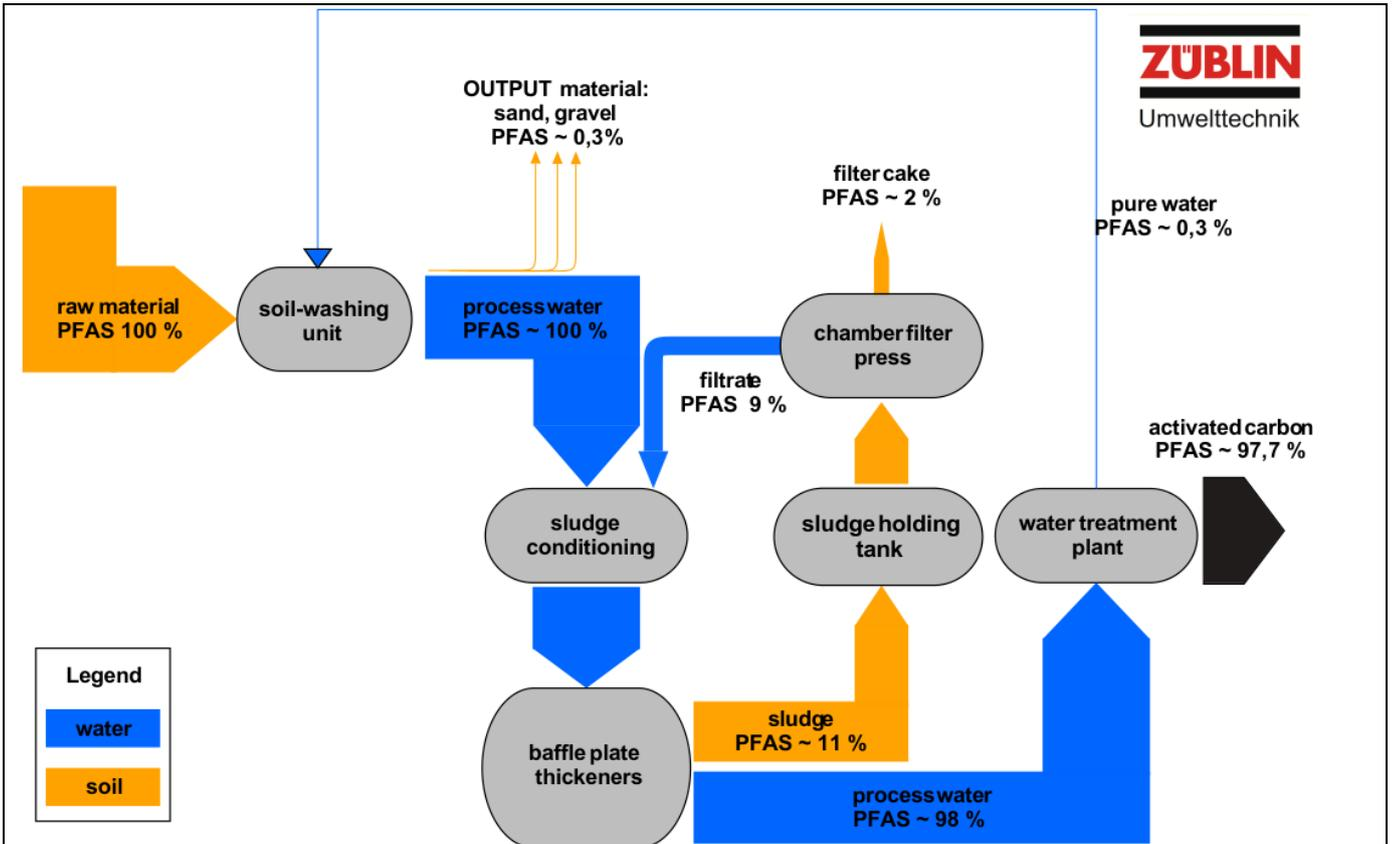 ZÜBLIN
Umwelttechnik
OUTPUT material:
sand, gravel
PFAS ~ 0,3%
filter cake
PFAS ~ 2 %
pure water
PFAS ~ 0,3 %
raw material
PFAS 100 %
soil-washing
unit
process water
PFAS ~ 100 %
chamber filter
press
filtrate
PFAS 9 %
activated carbon
PFAS ~ 97,7 %
sludge
conditioning
sludge holding
tank
water treatment
plant
Legend
water
soil
baffle plate
thickeners
sludge
PFAS ~ 11 %
process water
PFAS ~ 98 %